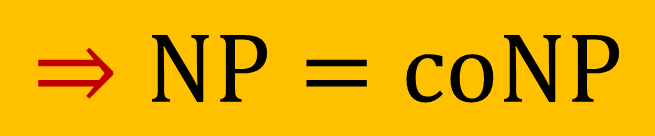 ⇒ NP = coNP